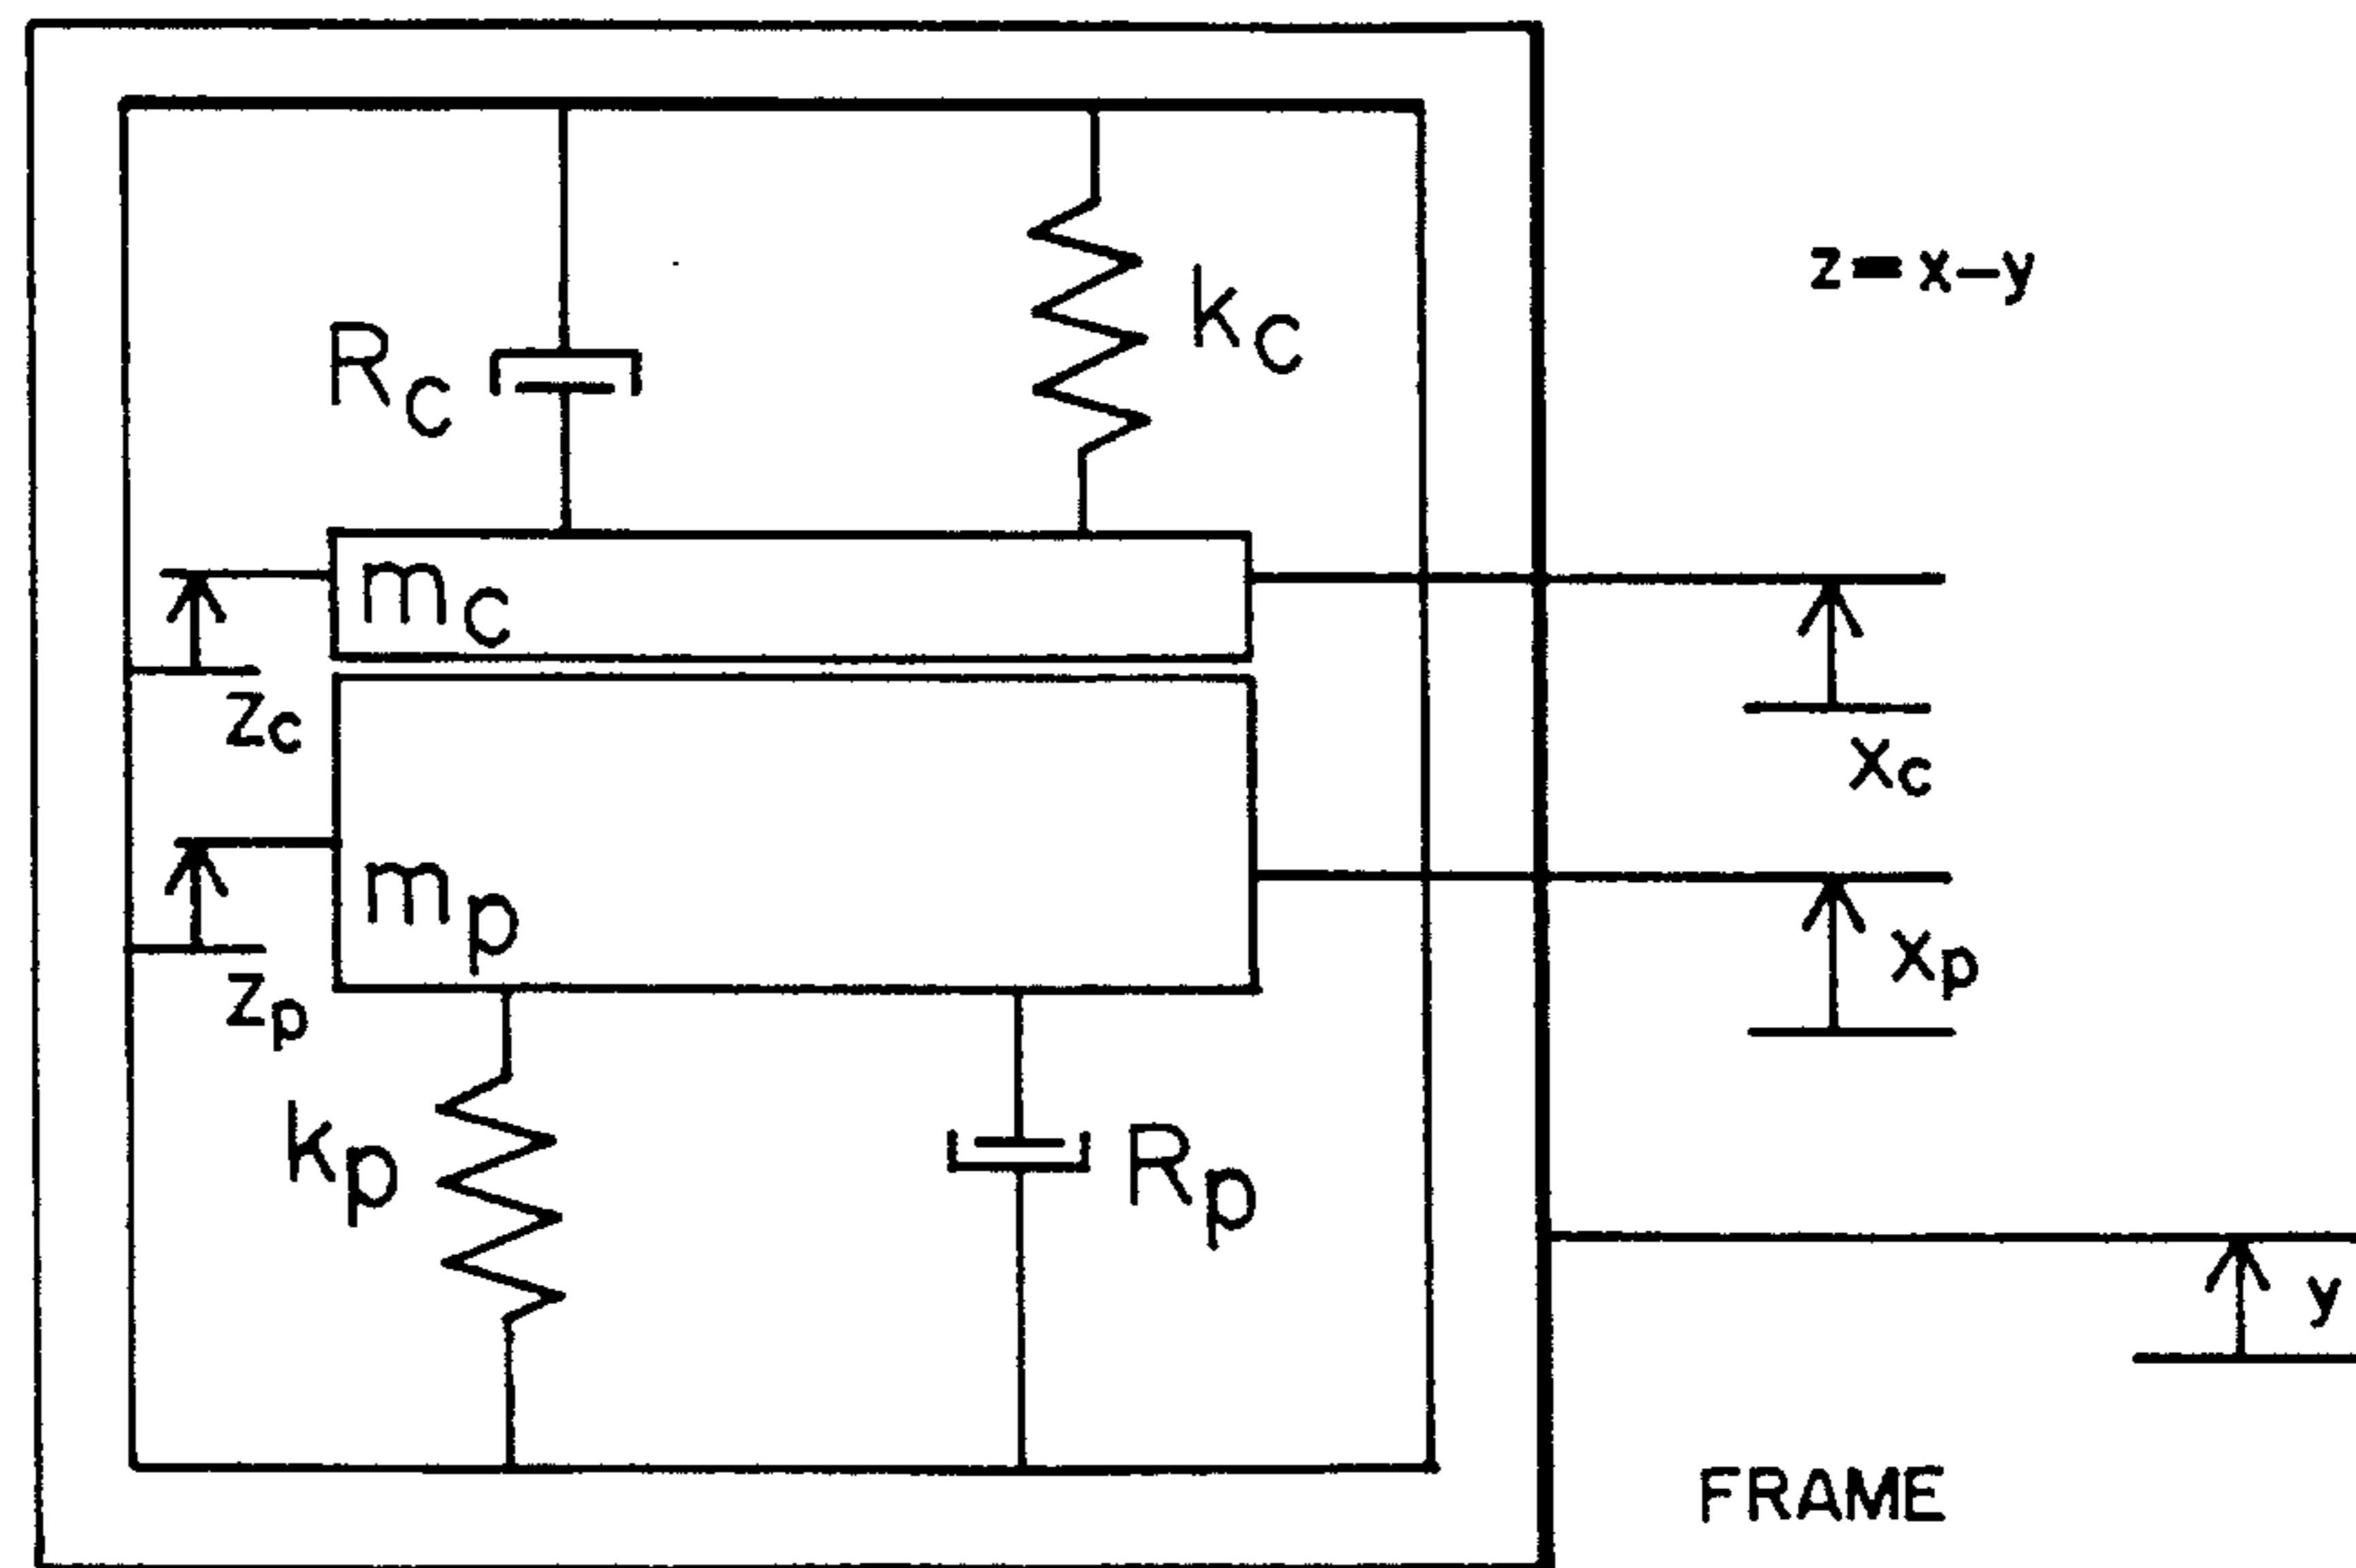 z=x-y
R_C
k_C
m_C
z_C
x_C
m_p
x_p
z_p
k_p
R_p
y
FRAME